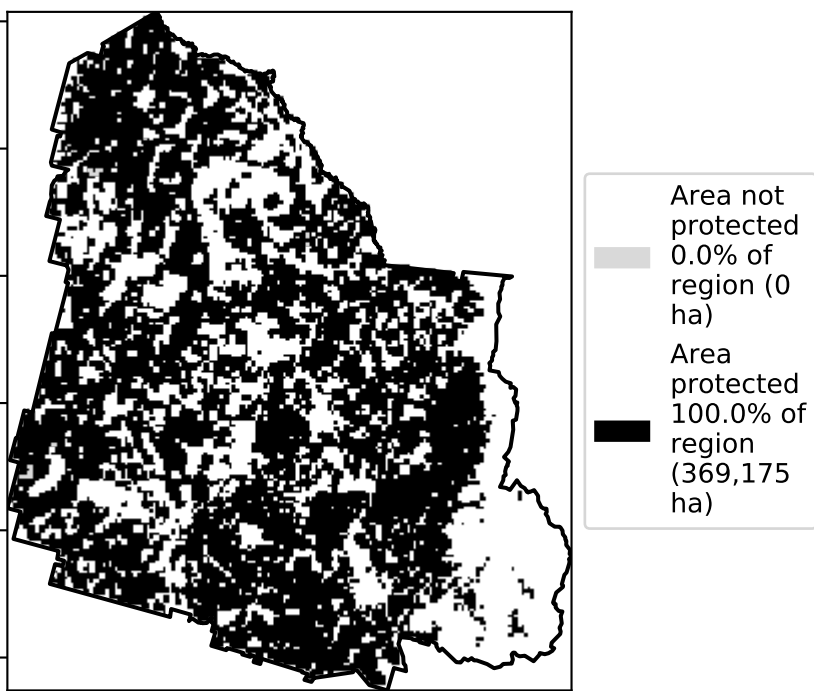 Area not
protected
0.0% of
region (0
ha)
Area
protected
100.0% of
region
(369,175
ha)